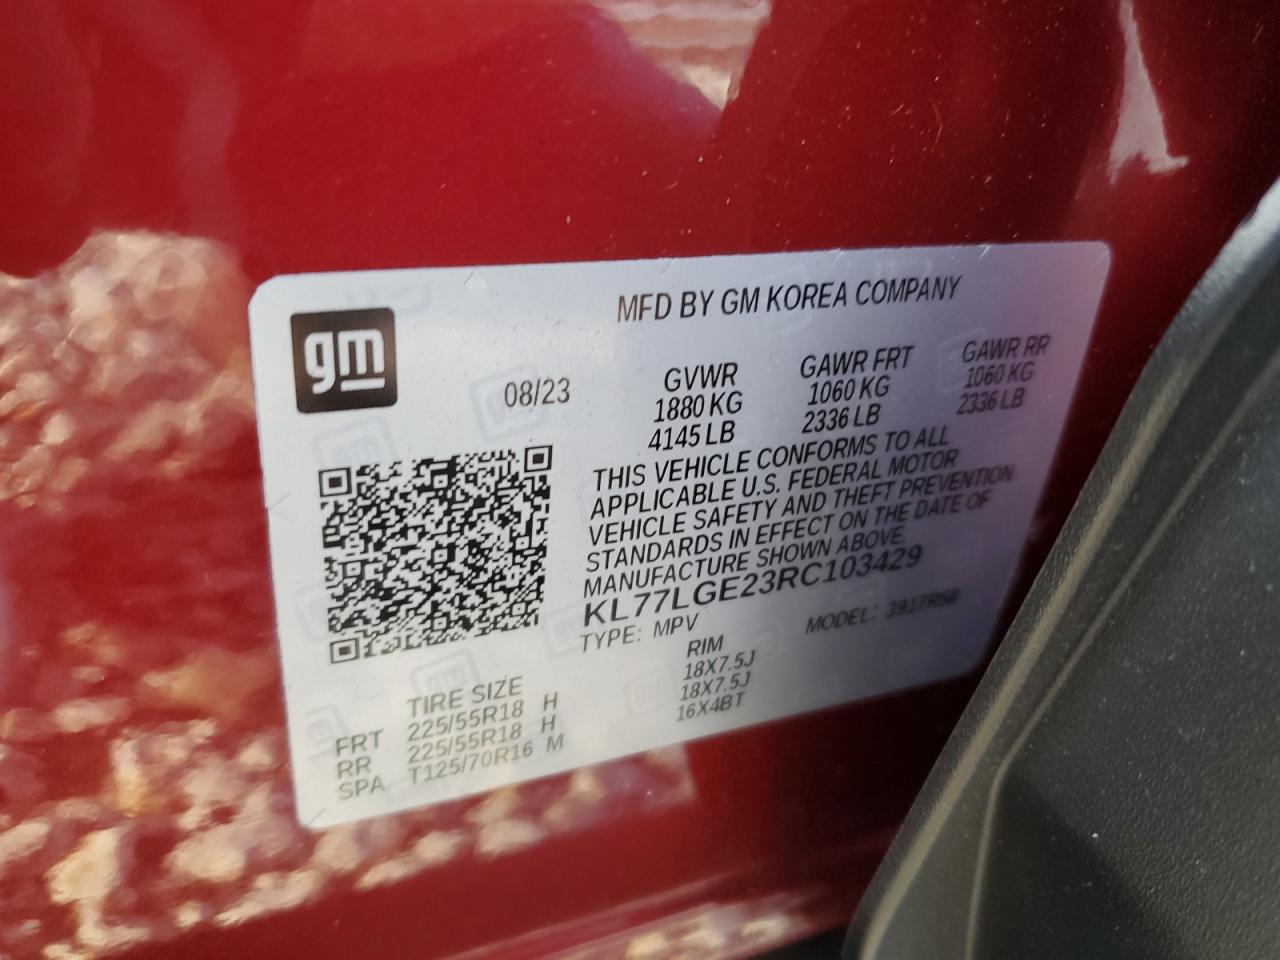 gm
MFD BY GM KOREA COMPANY
08/23
GVWR GAWR FRT GAWR RR
1880 KG 1060 KG 1060 KG
4145 LB 2336 LB 2336 LB
THIS VEHICLE CONFORMS TO ALL
APPLICABLE U.S. FEDERAL MOTOR
VEHICLE SAFETY AND THEFT PREVENTION
STANDARDS IN EFFECT ON THE DATE OF
MANUFACTURE SHOWN ABOVE.
KL77LGE23RC103429
TYPE: MPV MODEL:
TIRE SIZE RIM
FRT 225/55R18 H 18X7.5J
RR 225/55R18 H 18X7.5J
SPA T125/70R16 M 16X4BT